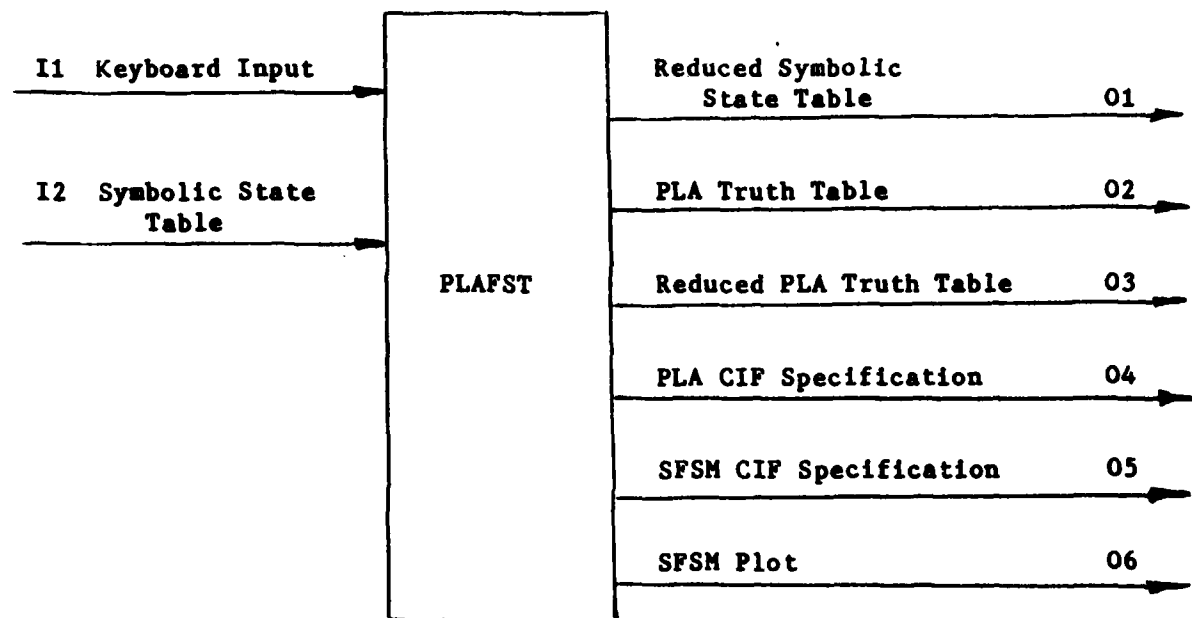 I1 Keyboard Input
I2 Symbolic State
Table
PLAFST
Reduced Symbolic
State Table O1
PLA Truth Table O2
Reduced PLA Truth Table O3
PLA CIF Specification O4
SFSM CIF Specification O5
SFSM Plot O6